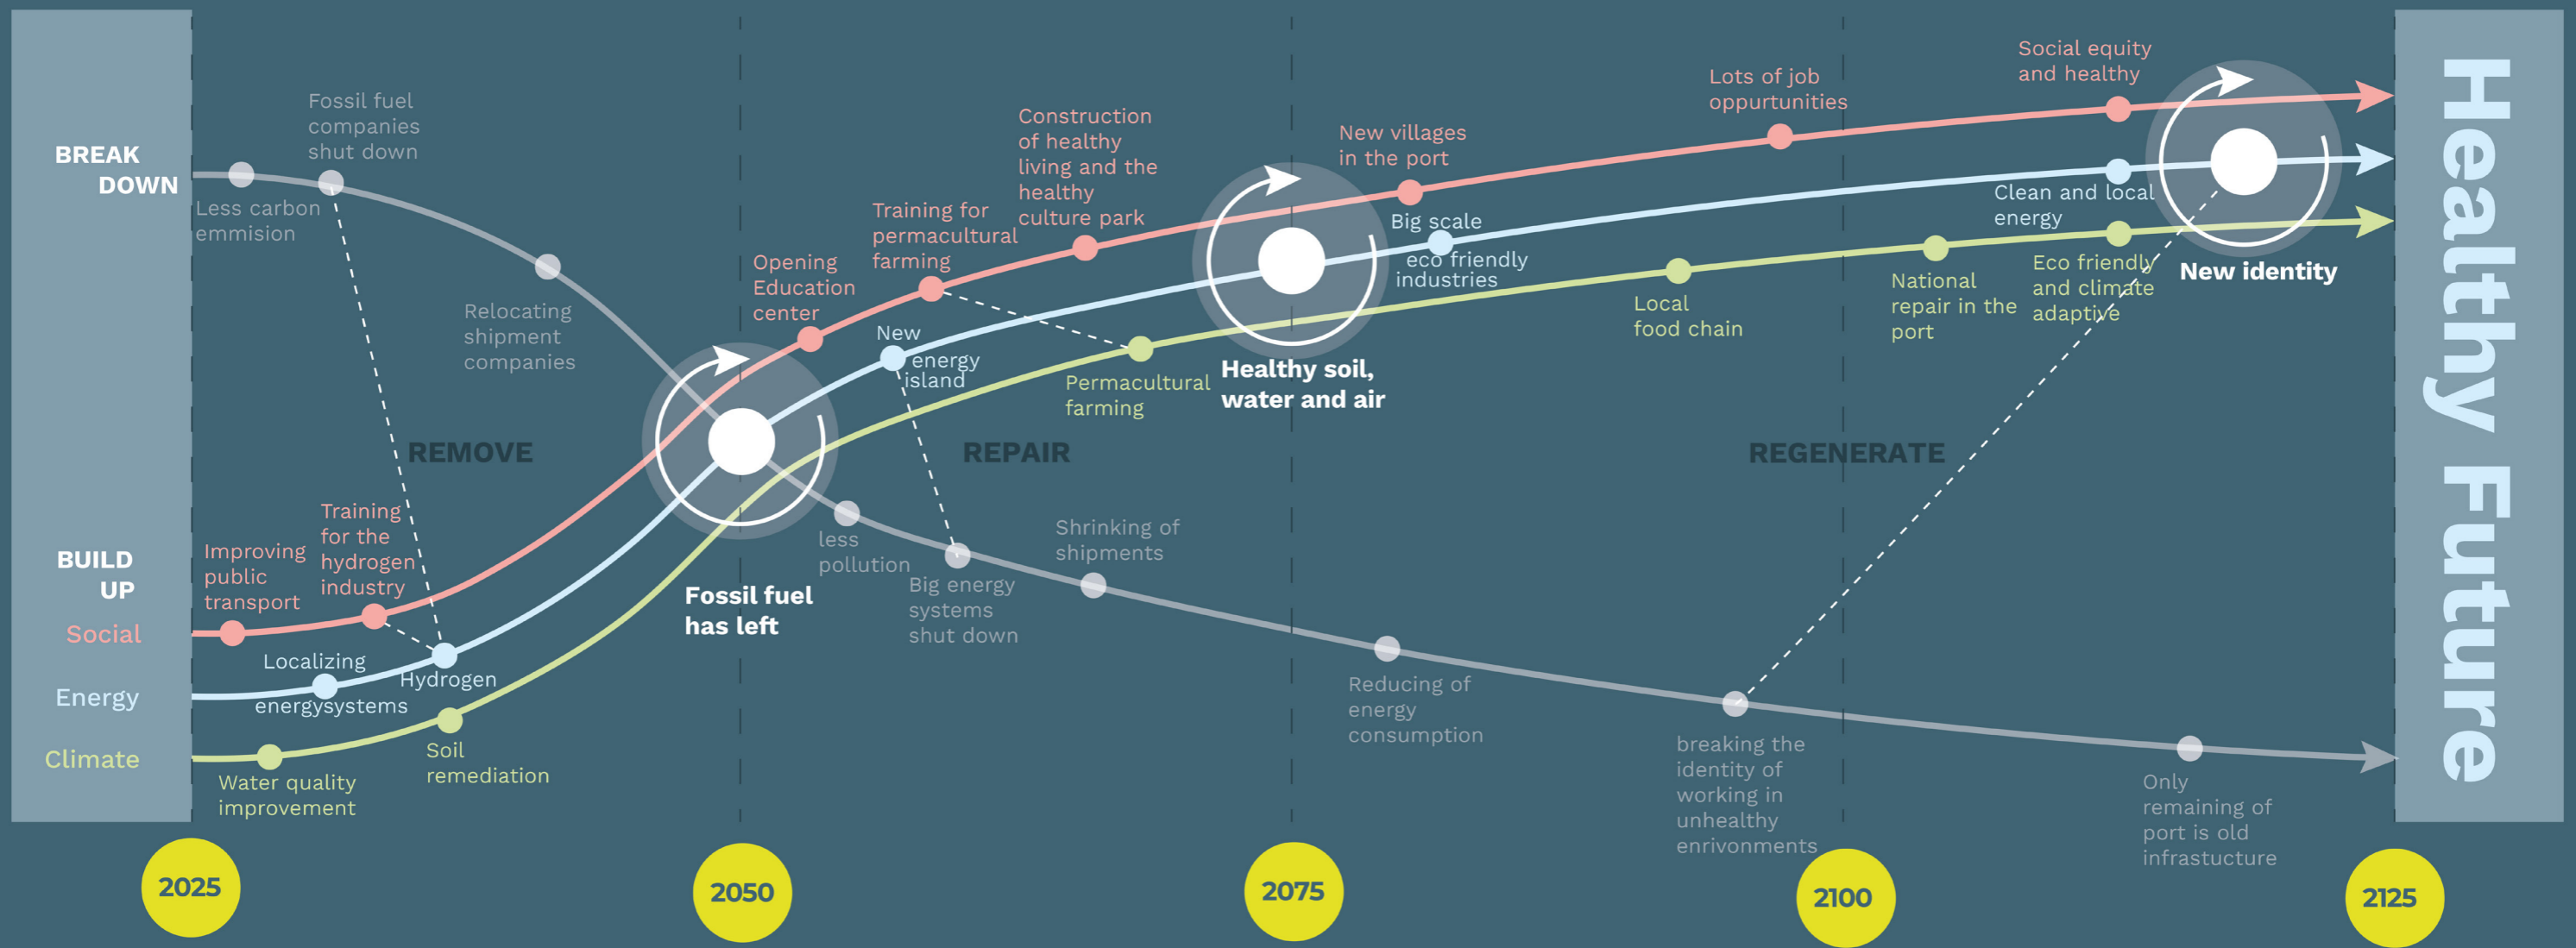 BREAK
DOWN
Less carbon
emmision
Fossil fuel
companies
shut down
Relocating
shipment
companies
REMOVE
BUILD
UP
Social
Energy
Climate
Improving
public
transport
Training
for the
hydrogen
industry
Localizing
energysystems
Hydrogen
Water quality
improvement
Soil
remediation
Fossil fuel
has left
Opening
Education
center
Training for
permacultural
farming
Construction
of healthy
living and the
healthy
culture park
New
energy
island
Permacultural
farming
REPAIR
less
pollution
Big energy
systems
shut down
Shrinking of
shipments
Healthy soil,
water and air
New villages
in the port
Big scale
eco friendly
industries
Lots of job
oppurtunities
Local
food chain
REGENERATE
Reducing of
energy
consumption
breaking the
identity of
working in
unhealthy
enrivonments
Social equity
and healthy
Clean and local
energy
National
repair in the
port
Eco friendly
and climate
adaptive
New identity
Only
remaining of
port is old
infrastucture
Healthy Future
2025
2050
2075
2100
2125